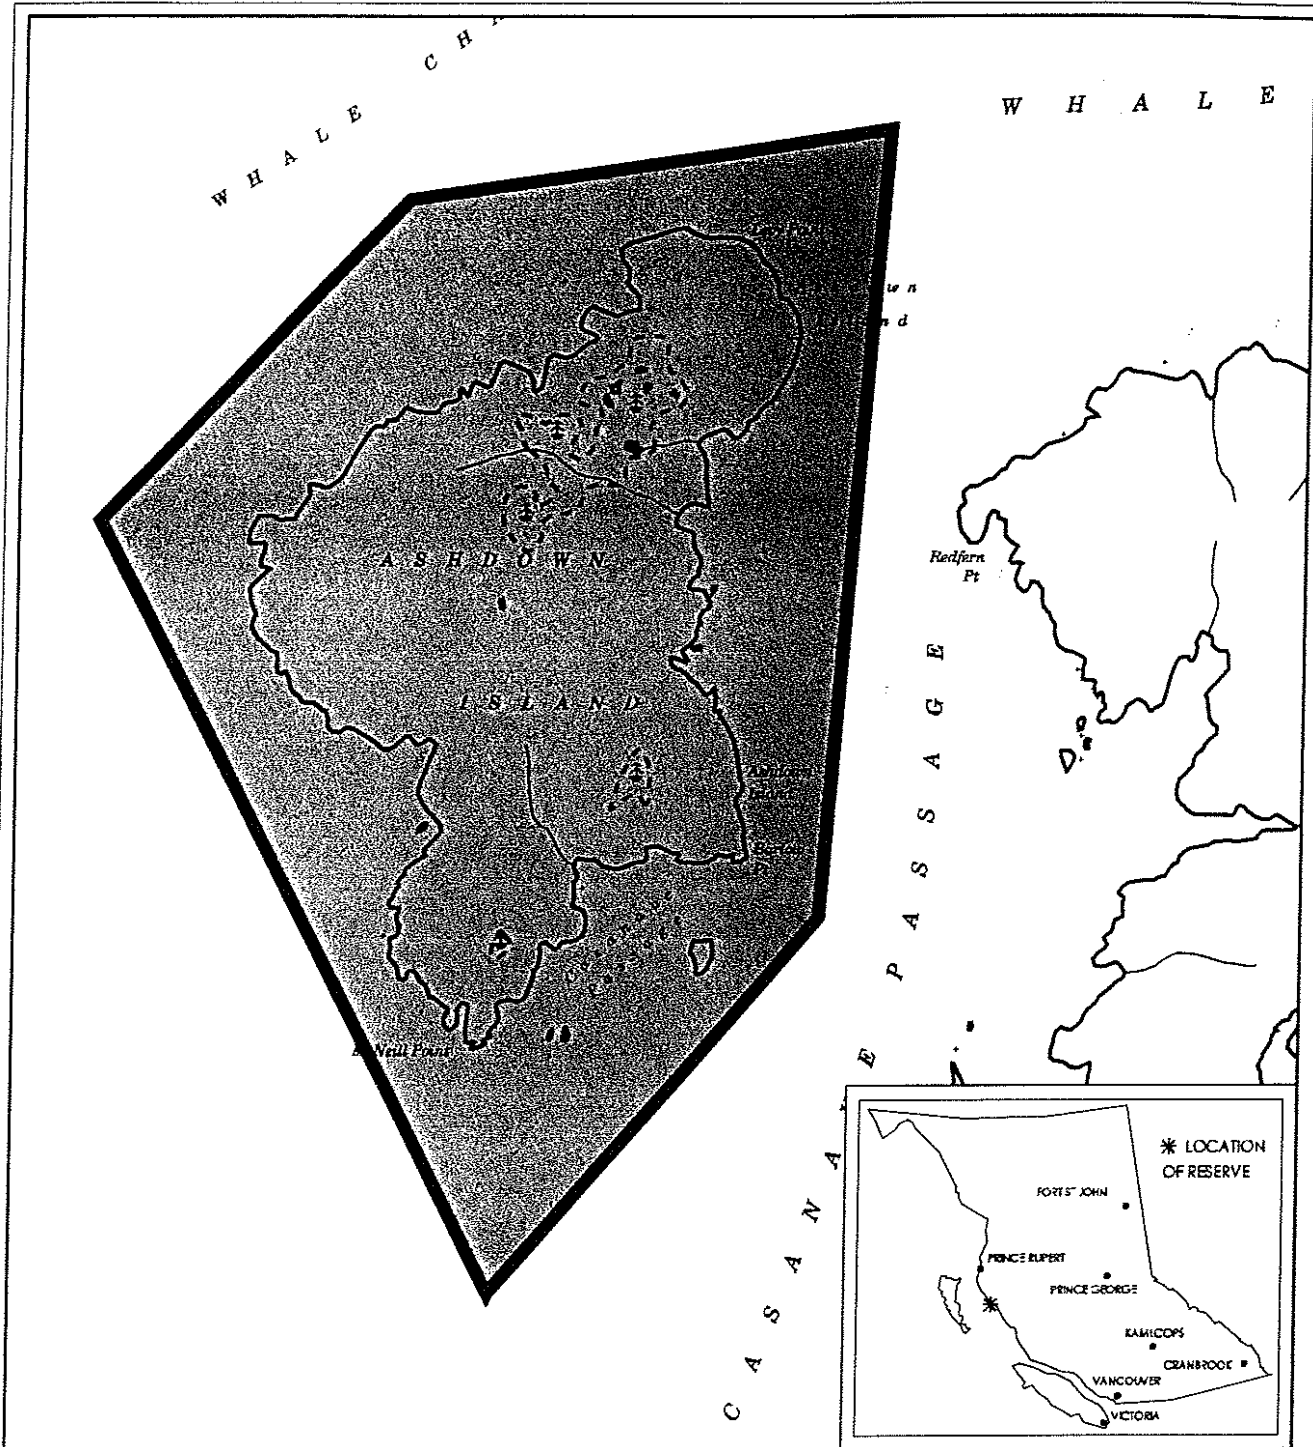 W H A L E C H
W H A L E
w n
n d
A S H D O W N
Redfern
Pt
I S L A N D
Neill Point
C A S A N A E P A S S A G E
✳ LOCATION
OF RESERVE
FORT ST JOHN
PRINCE RUPERT
PRINCE GEORGE
KAMLOOPS
CRANBROOK
VANCOUVER
VICTORIA